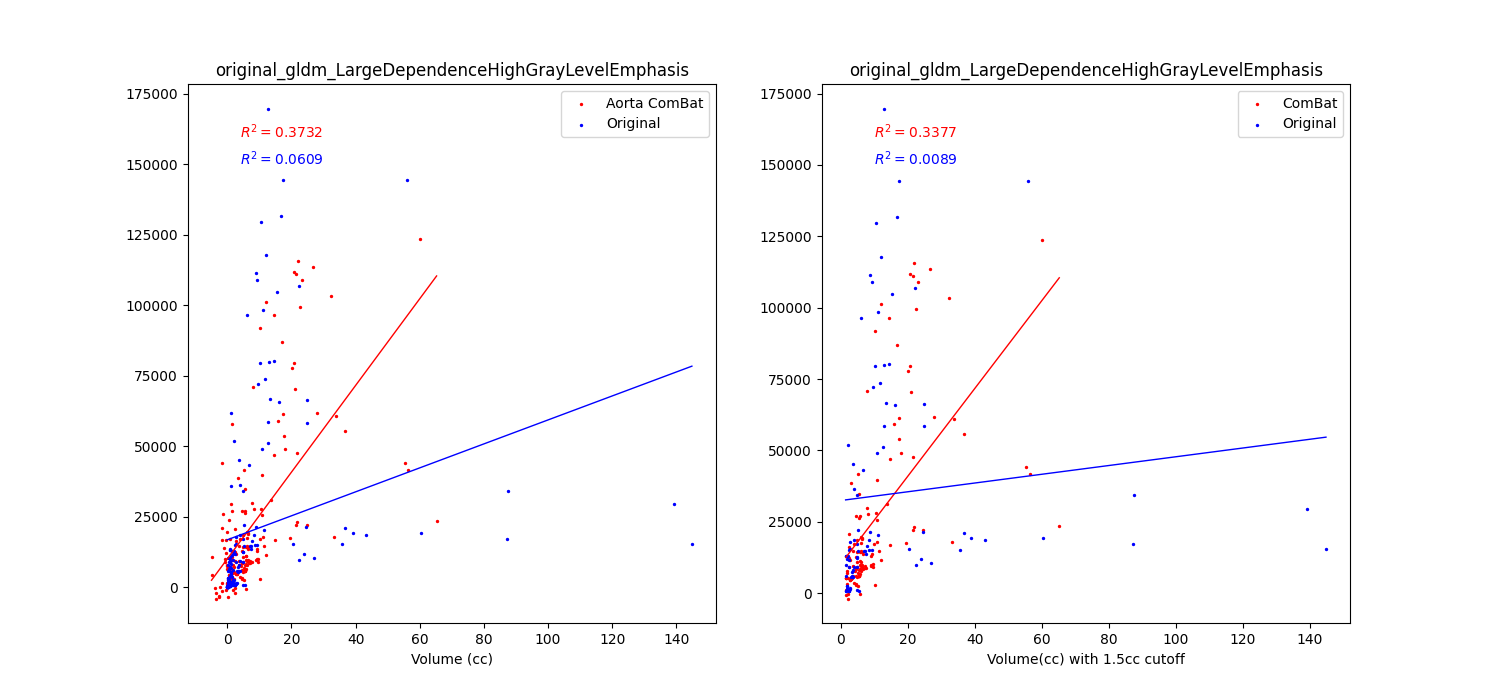 original_gldm_LargeDependenceHighGrayLevelEmphasis
175000
150000
125000
100000
75000
50000
25000
0
R² = 0.3732
R² = 0.0609
Aorta ComBat
Original
0 20 40 60 80 100 120 140
Volume (cc)
original_gldm_LargeDependenceHighGrayLevelEmphasis
175000
150000
125000
100000
75000
50000
25000
0
R² = 0.3377
R² = 0.0089
ComBat
Original
0 20 40 60 80 100 120 140
Volume(cc) with 1.5cc cutoff